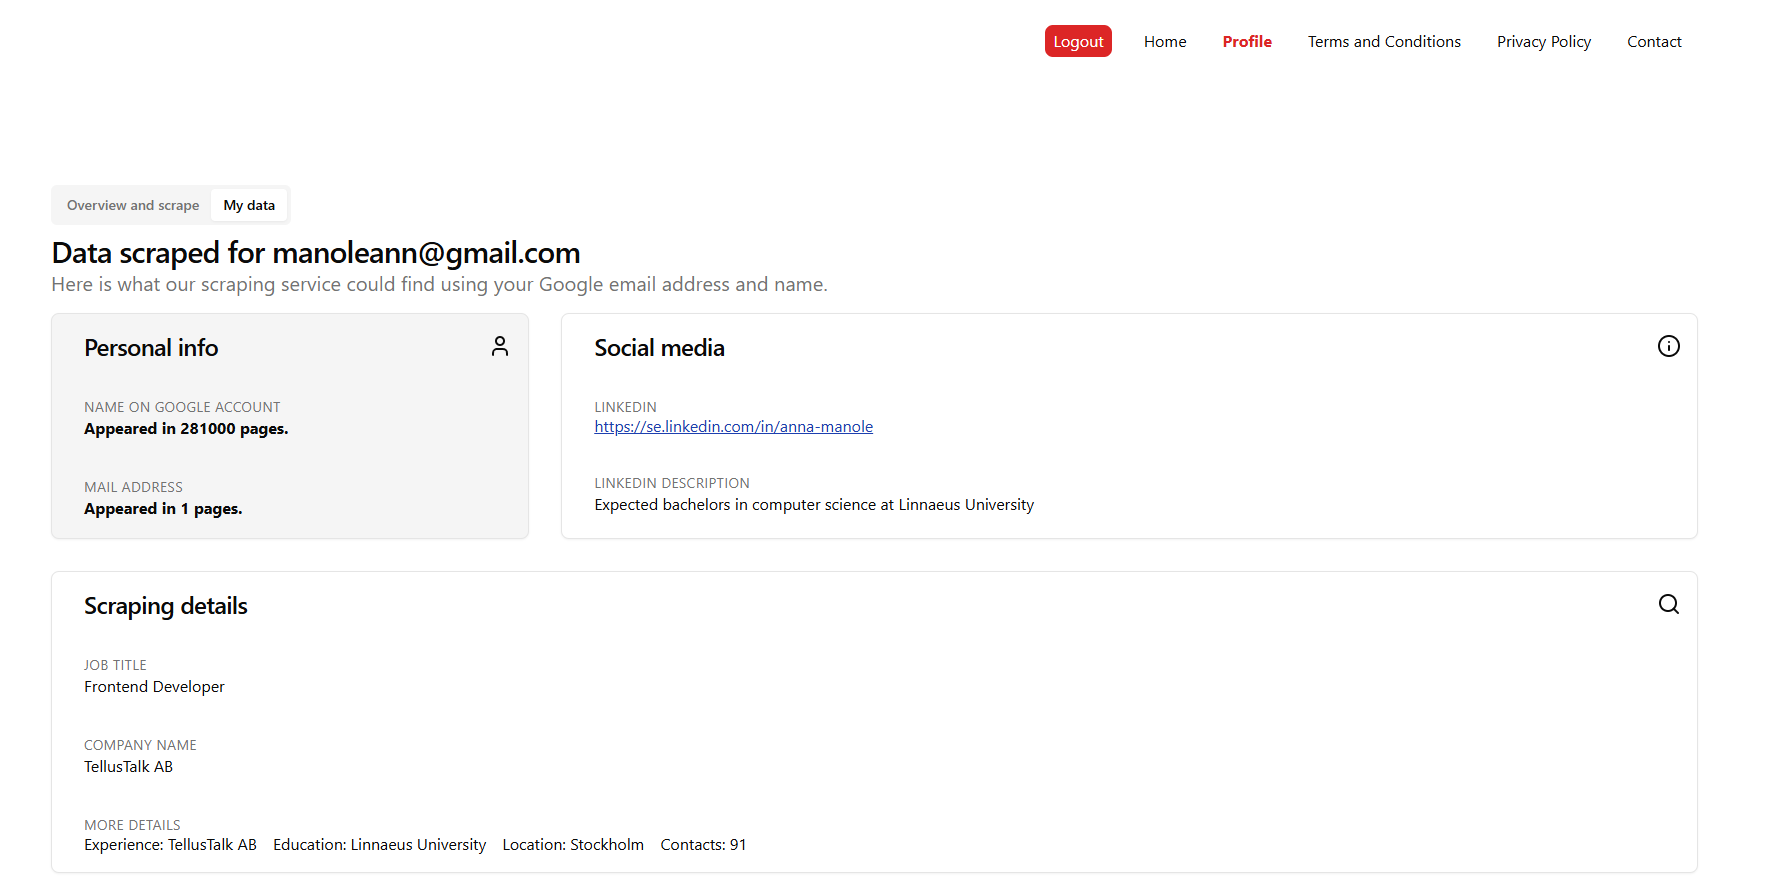 Logout Home Profile Terms and Conditions Privacy Policy Contact
Overview and scrape My data
Data scraped for manoleann@gmail.com
Here is what our scraping service could find using your Google email address and name.
Personal info
NAME ON GOOGLE ACCOUNT
Appeared in 281000 pages.
MAIL ADDRESS
Appeared in 1 pages.
Social media
LINKEDIN
https://se.linkedin.com/in/anna-manole
LINKEDIN DESCRIPTION
Expected bachelors in computer science at Linnaeus University
Scraping details
JOB TITLE
Frontend Developer
COMPANY NAME
TellusTalk AB
MORE DETAILS
Experience: TellusTalk AB Education: Linnaeus University Location: Stockholm Contacts: 91